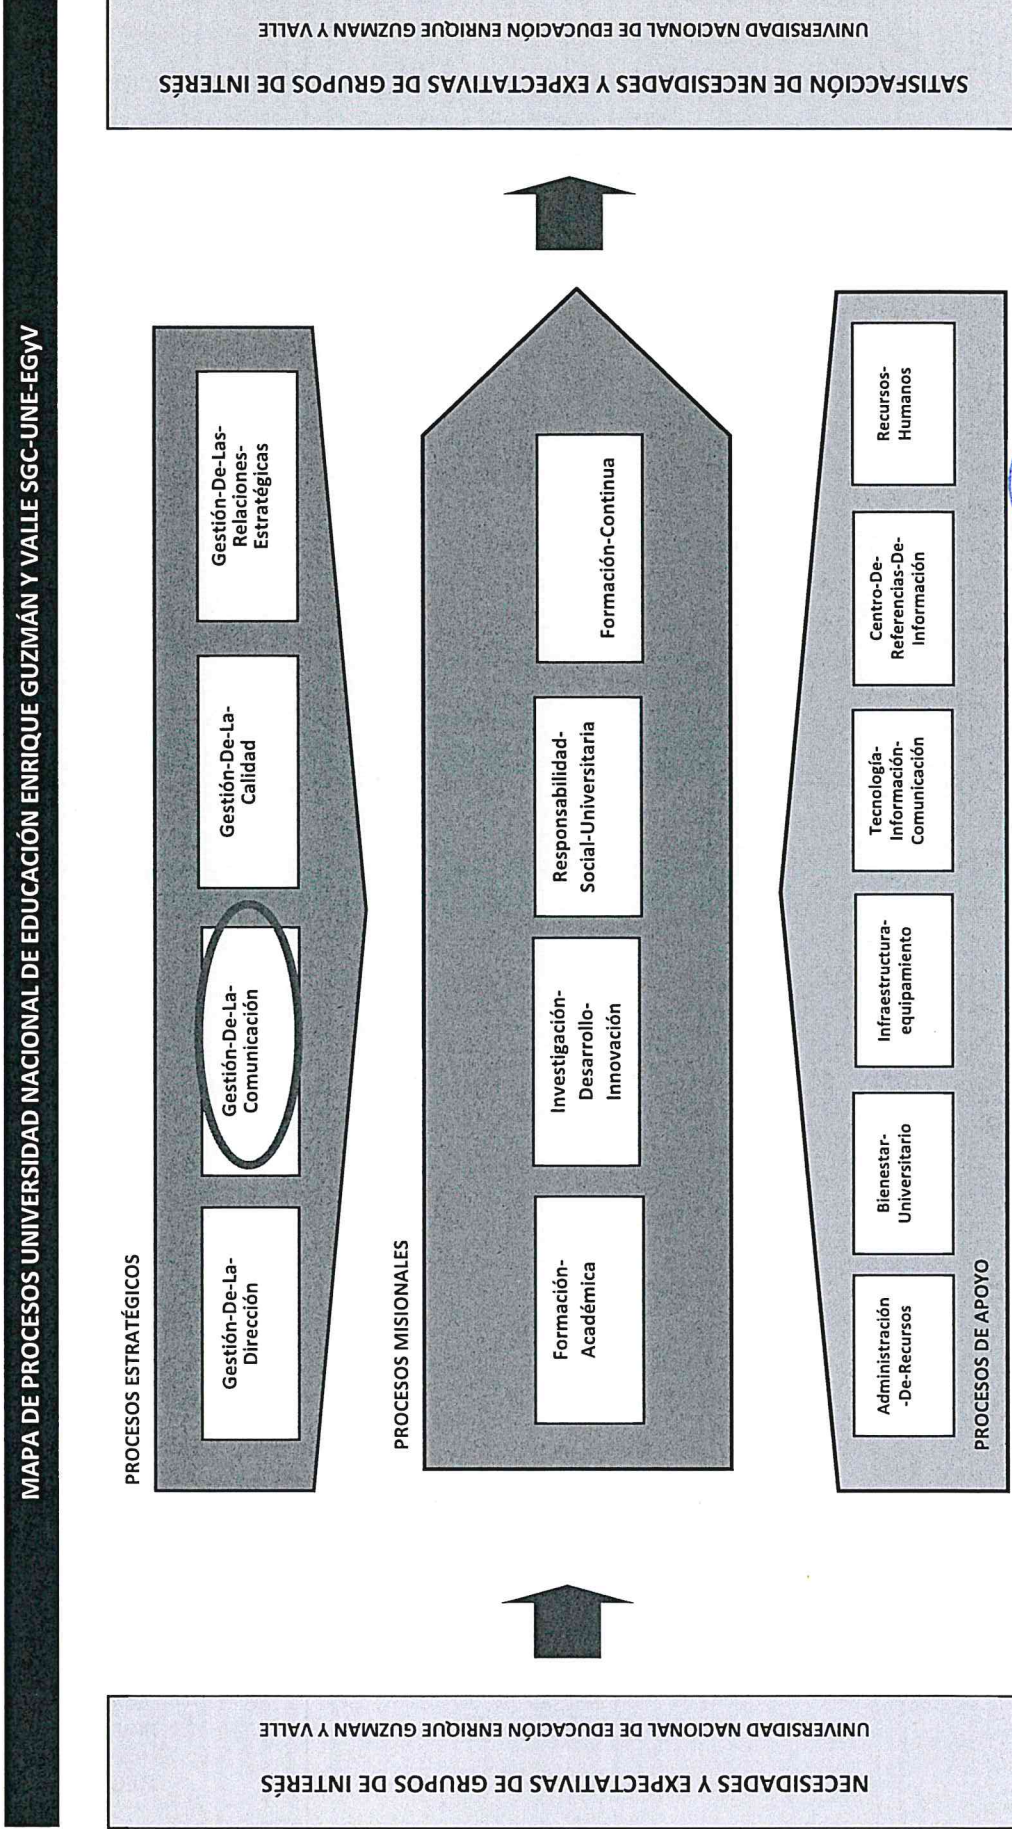 MAPA DE PROCESOS UNIVERSIDAD NACIONAL DE EDUCACIÓN ENRIQUE GUZMÁN Y VALLE SGC-UNE-EGyV
NECESIDADES Y EXPECTATIVAS DE GRUPOS DE INTERÉS
UNIVERSIDAD NACIONAL DE EDUCACIÓN ENRIQUE GUZMAN Y VALLE
PROCESOS ESTRATÉGICOS
Gestión-De-La-
Dirección
Gestión-De-La-
Comunicación
Gestión-De-La-
Calidad
Gestión-De-Las-
Relaciones-
Estratégicas
PROCESOS MISIONALES
Formación-
Académica
Investigación-
Desarrollo-
Innovación
Responsabilidad-
Social-Universitaria
Formación-Continua
Administración
-De-Recursos
Bienestar-
Universitario
Infraestructura-
equipamiento
Tecnología-
Información-
Comunicación
Centro-De-
Referencias-De-
Información
Recursos-
Humanos
PROCESOS DE APOYO
SATISFACCIÓN DE NECESIDADES Y EXPECTATIVAS DE GRUPOS DE INTERÉS
UNIVERSIDAD NACIONAL DE EDUCACIÓN ENRIQUE GUZMAN Y VALLE